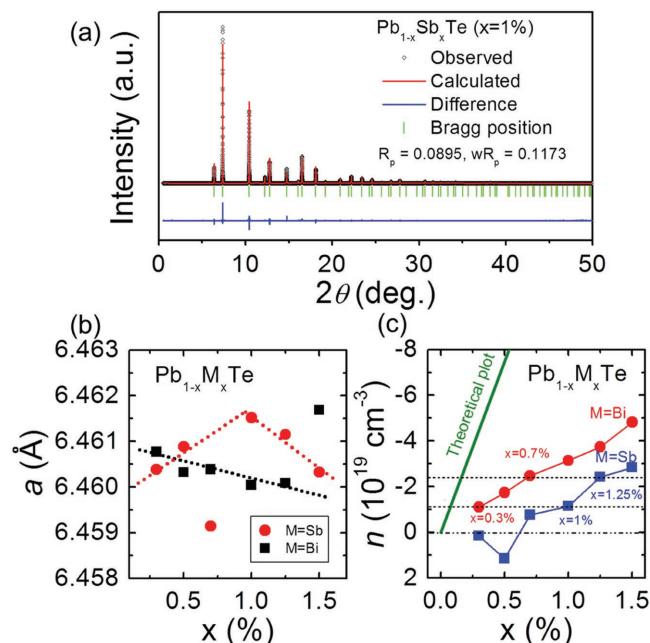 (a)
Pb1-xSbxTe (x=1%)
Observed
Calculated
Difference
Bragg position
Rp = 0.0895, wRp = 0.1173
Intensity (a.u.)
0 10 20 30 40 50
2θ (deg.)
(b)
Pb1-xMxTe
6.463
6.462
6.461
6.460
6.459
6.458
a (Å)
M=Sb
M=Bi
0.5 1.0 1.5
x (%)
(c)
Pb1-xMxTe
-8
-6
-4
-2
0
2
n (10^19 cm^-3)
Theoretical plot
M=Bi
x=0.7%
M=Sb
x=1.25%
x=0.3%
x=1%
0.0 0.5 1.0 1.5
x (%)